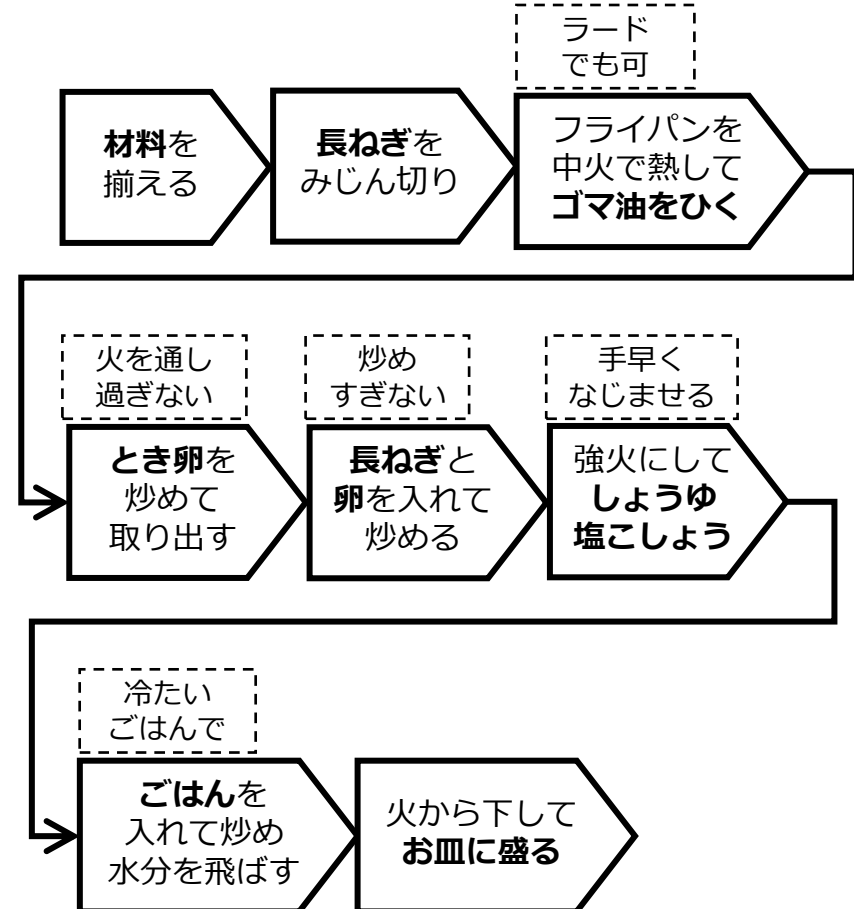 ラード
でも可
材料を
揃える
長ねぎを
みじん切り
フライパンを
中火で熱して
ゴマ油をひく
火を通し
過ぎない
とき卵を
炒めて
取り出す
炒め
すぎない
長ねぎと
卵を入れて
炒める
手早く
なじませる
強火にして
しょうゆ
塩こしょう
冷たい
ごはんで
ごはんを
入れて炒め
水分を飛ばす
火から下して
お皿に盛る